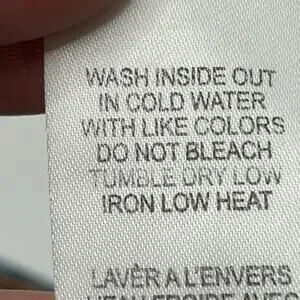 WASH INSIDE OUT
IN COLD WATER
WITH LIKE COLORS
DO NOT BLEACH
TUMBLE DRY LOW
IRON LOW HEAT
LAVÈR A L'ENVERS